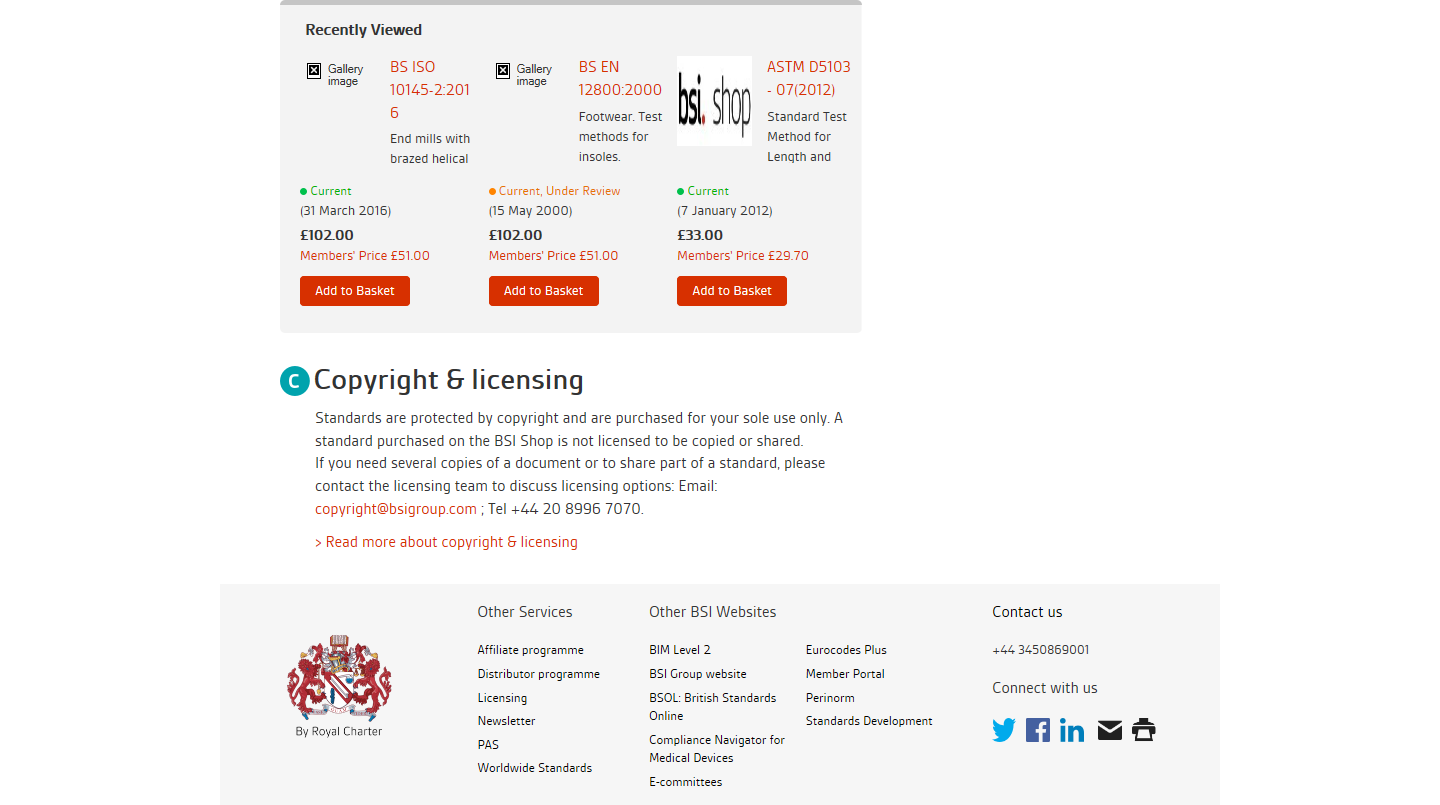 Recently Viewed
Gallery image
BS ISO
10145-2:201
6
End mills with
brazed helical
Current
(31 March 2016)
£102.00
Members' Price £51.00
Add to Basket
Gallery image
BS EN
12800:2000
Footwear. Test
methods for
insoles.
Current, Under Review
(15 May 2000)
£102.00
Members' Price £51.00
Add to Basket
bsi. shop
ASTM D5103
- 07(2012)
Standard Test
Method for
Length and
Current
(7 January 2012)
£33.00
Members' Price £29.70
Add to Basket
C Copyright & licensing
Standards are protected by copyright and are purchased for your sole use only. A
standard purchased on the BSI Shop is not licensed to be copied or shared.
If you need several copies of a document or to share part of a standard, please
contact the licensing team to discuss licensing options: Email:
copyright@bsigroup.com ; Tel +44 20 8996 7070.
> Read more about copyright & licensing
By Royal Charter
Other Services
Affiliate programme
Distributor programme
Licensing
Newsletter
PAS
Worldwide Standards
Other BSI Websites
BIM Level 2
BSI Group website
BSOL: British Standards
Online
Compliance Navigator for
Medical Devices
E-committees
Eurocodes Plus
Member Portal
Perinorm
Standards Development
Contact us
+44 3450869001
Connect with us